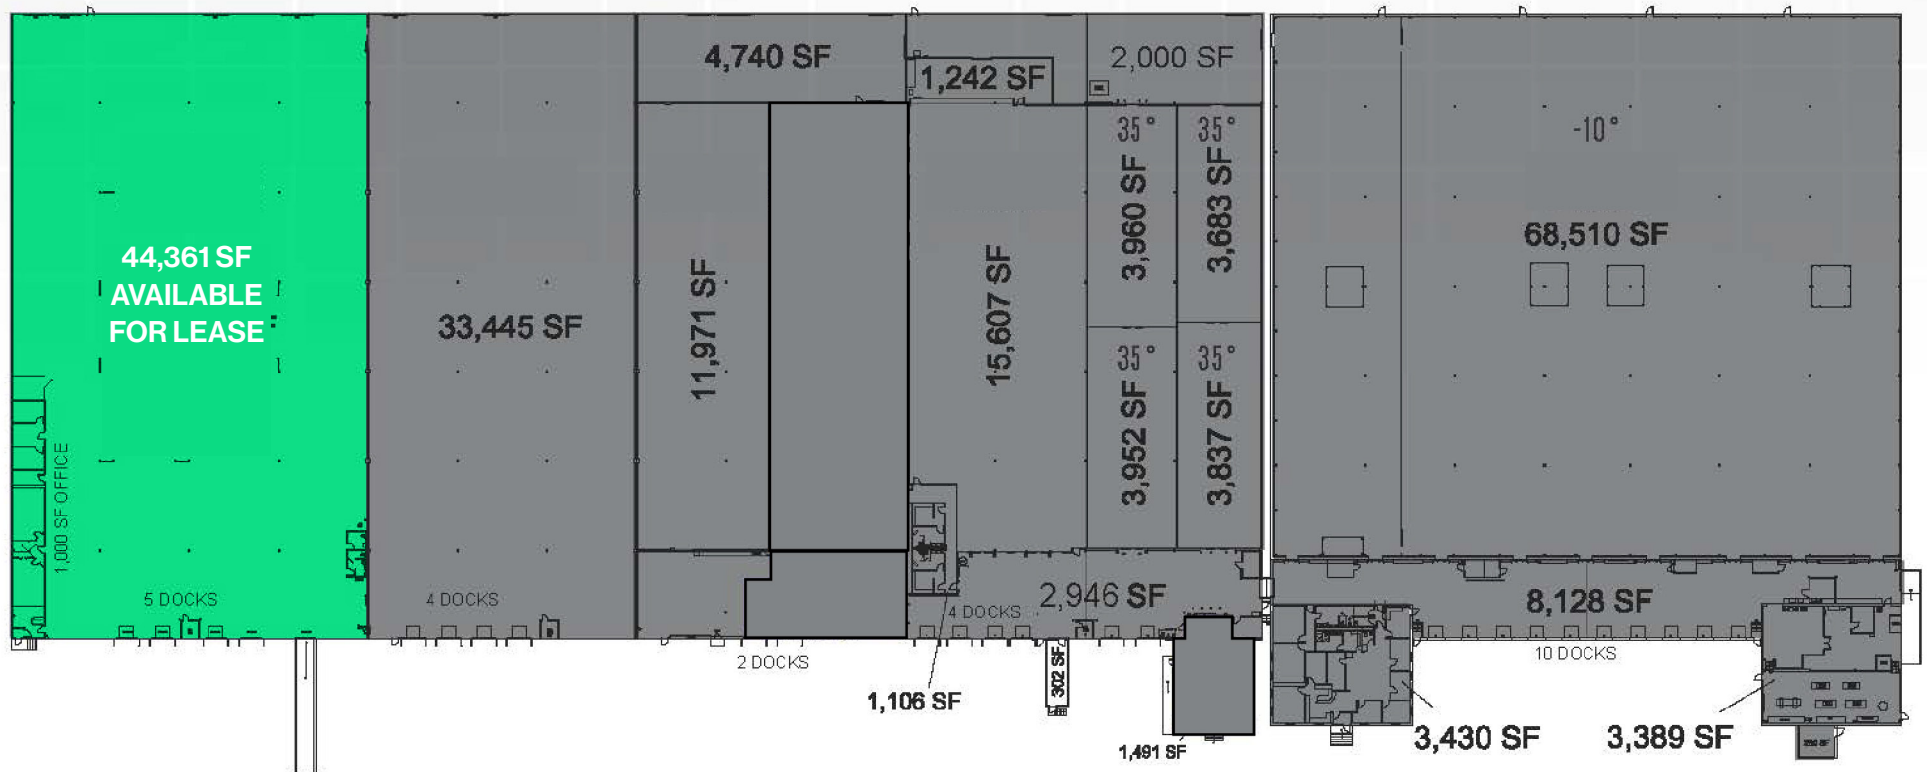 4,740 SF
1,242 SF
2,000 SF
35°
3,960 SF
35°
3,683 SF
-10°
68,510 SF
44,361 SF
AVAILABLE
FOR LEASE
33,445 SF
11,971 SF
15,607 SF
35°
3,952 SF
35°
3,837 SF
1,000 SF OFFICE
5 DOCKS
4 DOCKS
4 DOCKS
2,946 SF
8,128 SF
2 DOCKS
10 DOCKS
302 SF
1,106 SF
1,491 SF
3,430 SF
3,389 SF